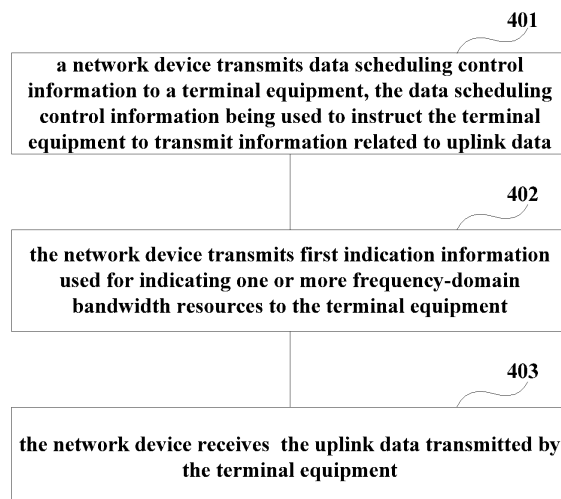 401
a network device transmits data scheduling control
information to a terminal equipment, the data scheduling
control information being used to instruct the terminal
equipment to transmit information related to uplink data
402
the network device transmits first indication information
used for indicating one or more frequency-domain
bandwidth resources to the terminal equipment
403
the network device receives the uplink data transmitted by
the terminal equipment